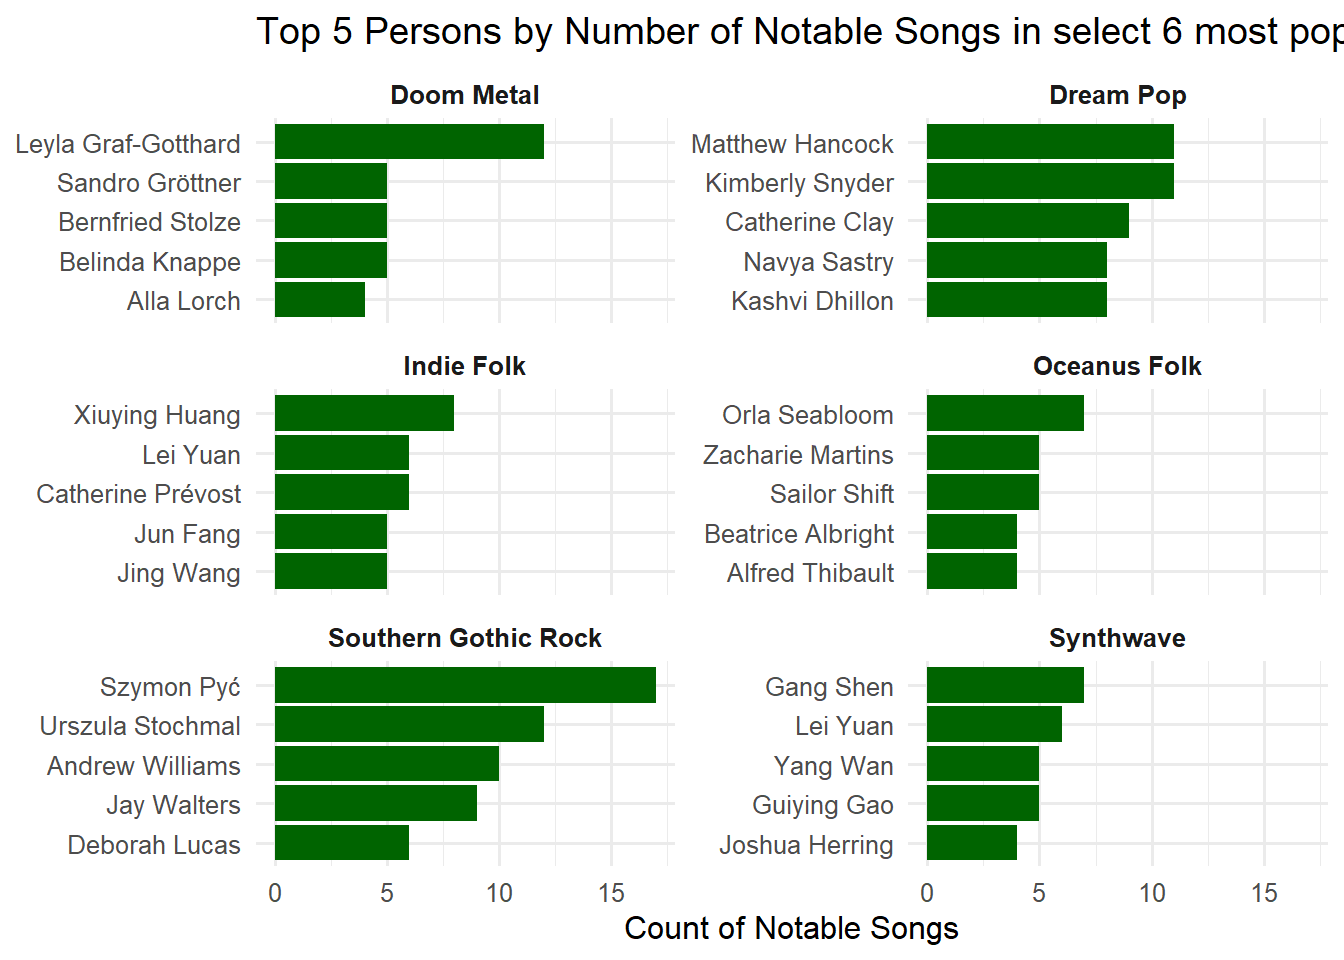 Top 5 Persons by Number of Notable Songs in select 6 most pop
Doom Metal
Leyla Graf-Gotthard
Sandro Gröttner
Bernfried Stolze
Belinda Knappe
Alla Lorch
Dream Pop
Matthew Hancock
Kimberly Snyder
Catherine Clay
Navya Sastry
Kashvi Dhillon
Indie Folk
Xiuying Huang
Lei Yuan
Catherine Prévost
Jun Fang
Jing Wang
Oceanus Folk
Orla Seabloom
Zacharie Martins
Sailor Shift
Beatrice Albright
Alfred Thibault
Southern Gothic Rock
Szymon Pyć
Urszula Stochmal
Andrew Williams
Jay Walters
Deborah Lucas
0 5 10 15
Synthwave
Gang Shen
Lei Yuan
Yang Wan
Guiying Gao
Joshua Herring
0 5 10 15
Count of Notable Songs